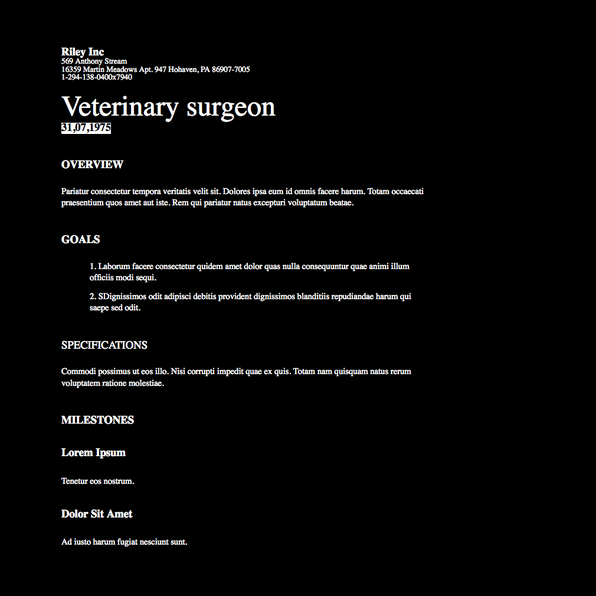 Riley Inc
569 Anthony Stream
16359 Martin Meadows Apt. 947 Hohaven, PA 86907-7005
1-294-138-0400x7940
Veterinary surgeon
31,07,1975
OVERVIEW
Pariatur consectetur tempora veritatis velit sit. Dolores ipsa eum id omnis facere harum. Totam occaecati
praesentium quos amet aut iste. Rem qui pariatur natus excepturi voluptatum beatae.
GOALS
1. Laborum facere consectetur quidem amet dolor quas nulla consequuntur quae animi illum
officiis modi sequi.
2. SDignissimos odit adipisci debitis provident dignissimos blanditiis repudiandae harum qui
saepe sed odit.
SPECIFICATIONS
Commodi possimus ut eos illo. Nisi corrupti impedit quae ex quis. Totam nam quisquam natus rerum
voluptatem ratione molestiae.
MILESTONES
Lorem Ipsum
Tenetur eos nostrum.
Dolor Sit Amet
Ad iusto harum fugiat nesciunt sunt.